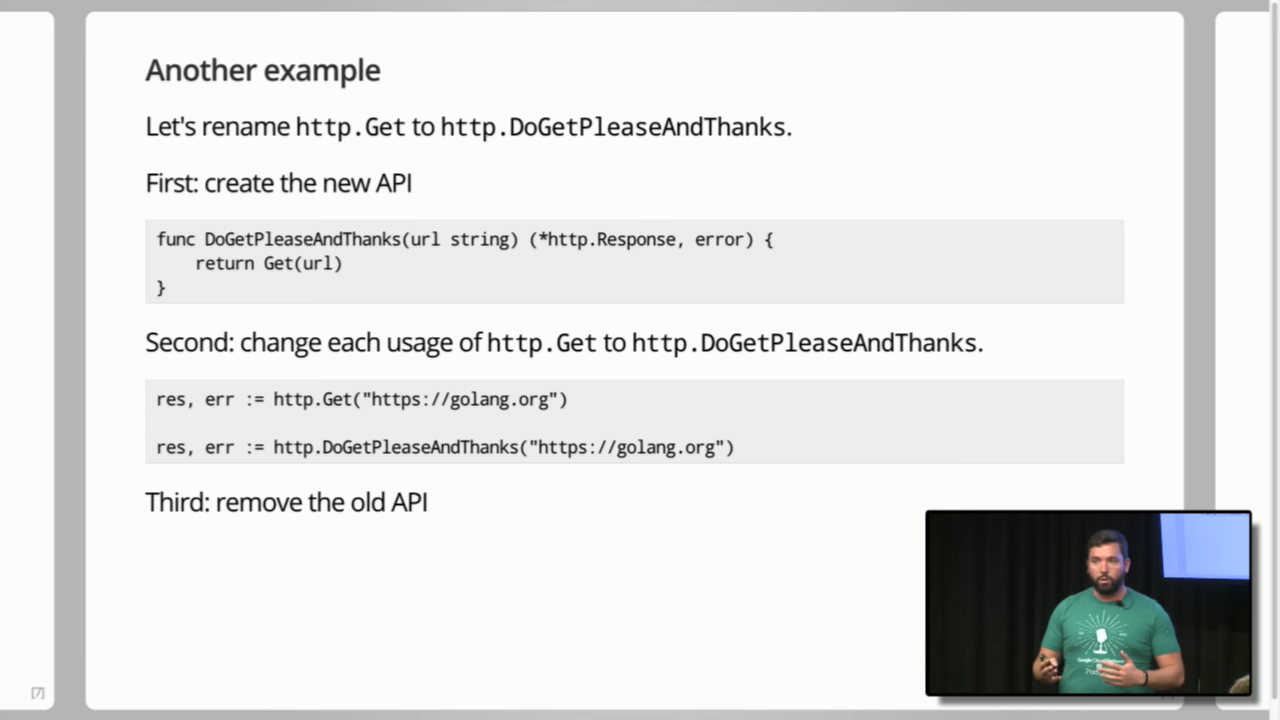 Another example
Let's rename http.Get to http.DoGetPleaseAndThanks.
First: create the new API
func DoGetPleaseAndThanks(url string) (*http.Response, error) {
    return Get(url)
}
Second: change each usage of http.Get to http.DoGetPleaseAndThanks.
res, err := http.Get("https://golang.org")
res, err := http.DoGetPleaseAndThanks("https://golang.org")
Third: remove the old API
[7]